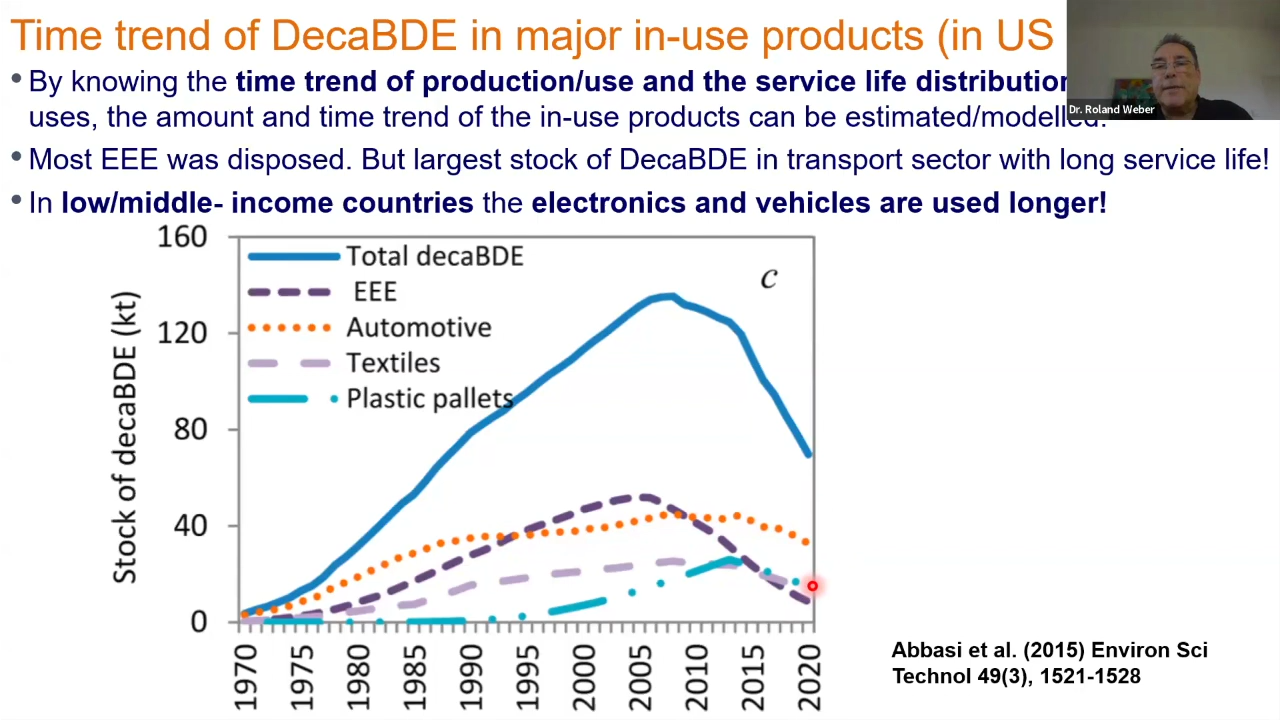 Time trend of DecaBDE in major in-use products (in US
• By knowing the time trend of production/use and the service life distribution
uses, the amount and time trend of the in-use products can be estimated/modelled.
• Most EEE was disposed. But largest stock of DecaBDE in transport sector with long service life!
• In low/middle- income countries the electronics and vehicles are used longer!
Dr. Roland Weber
160
120
80
40
0
Stock of decaBDE (kt)
Total decaBDE
EEE
Automotive
Textiles
Plastic pallets
c
1970
1975
1980
1985
1990
1995
2000
2005
2010
2015
2020
Abbasi et al. (2015) Environ Sci
Technol 49(3), 1521-1528